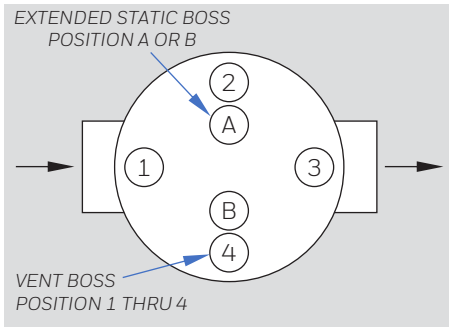 EXTENDED STATIC BOSS
POSITION A OR B
2
A
1
3
B
4
VENT BOSS
POSITION 1 THRU 4